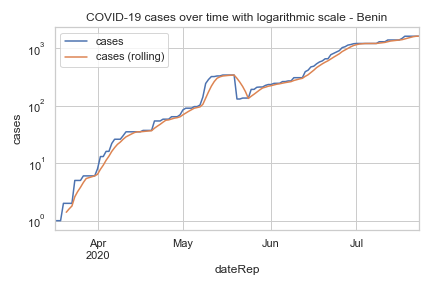 COVID-19 cases over time with logarithmic scale - Benin
cases
cases (rolling)
10³
10²
10¹
10⁰
cases
Apr
2020
May
Jun
Jul
dateRep